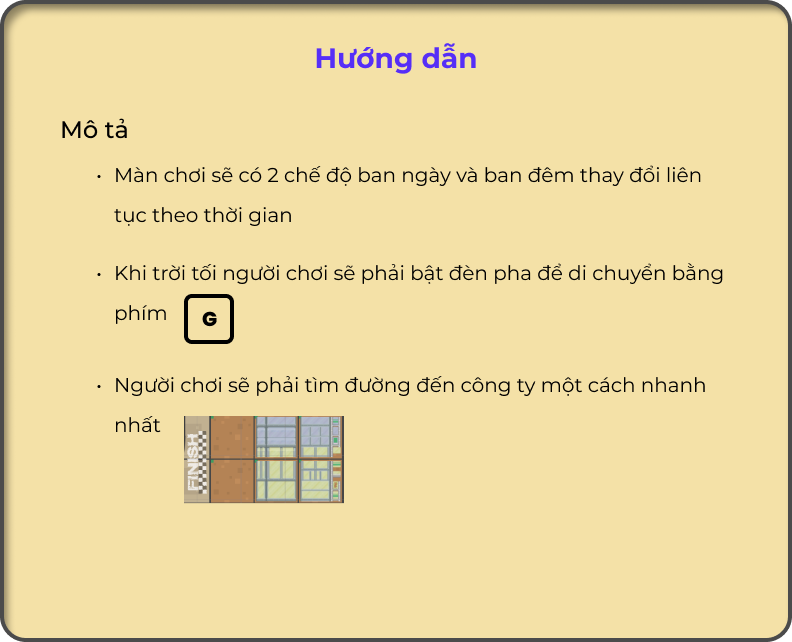 Hướng dẫn
Mô tả
• Màn chơi sẽ có 2 chế độ ban ngày và ban đêm thay đổi liên
tục theo thời gian
• Khi trời tối người chơi sẽ phải bật đèn pha để di chuyển bằng
phím G
• Người chơi sẽ phải tìm đường đến công ty một cách nhanh
nhất
FINISH